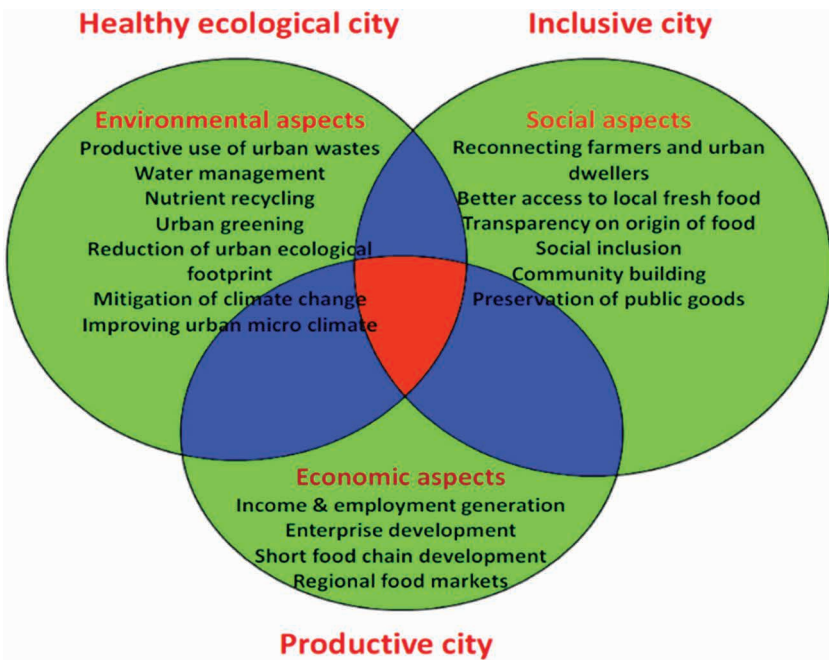 Healthy ecological city
Inclusive city
Environmental aspects
Productive use of urban wastes
Water management
Nutrient recycling
Urban greening
Reduction of urban ecological
footprint
Mitigation of climate change
Improving urban micro climate
Social aspects
Reconnecting farmers and urban
dwellers
Better access to local fresh food
Transparency on origin of food
Social inclusion
Community building
Preservation of public goods
Economic aspects
Income & employment generation
Enterprise development
Short food chain development
Regional food markets
Productive city